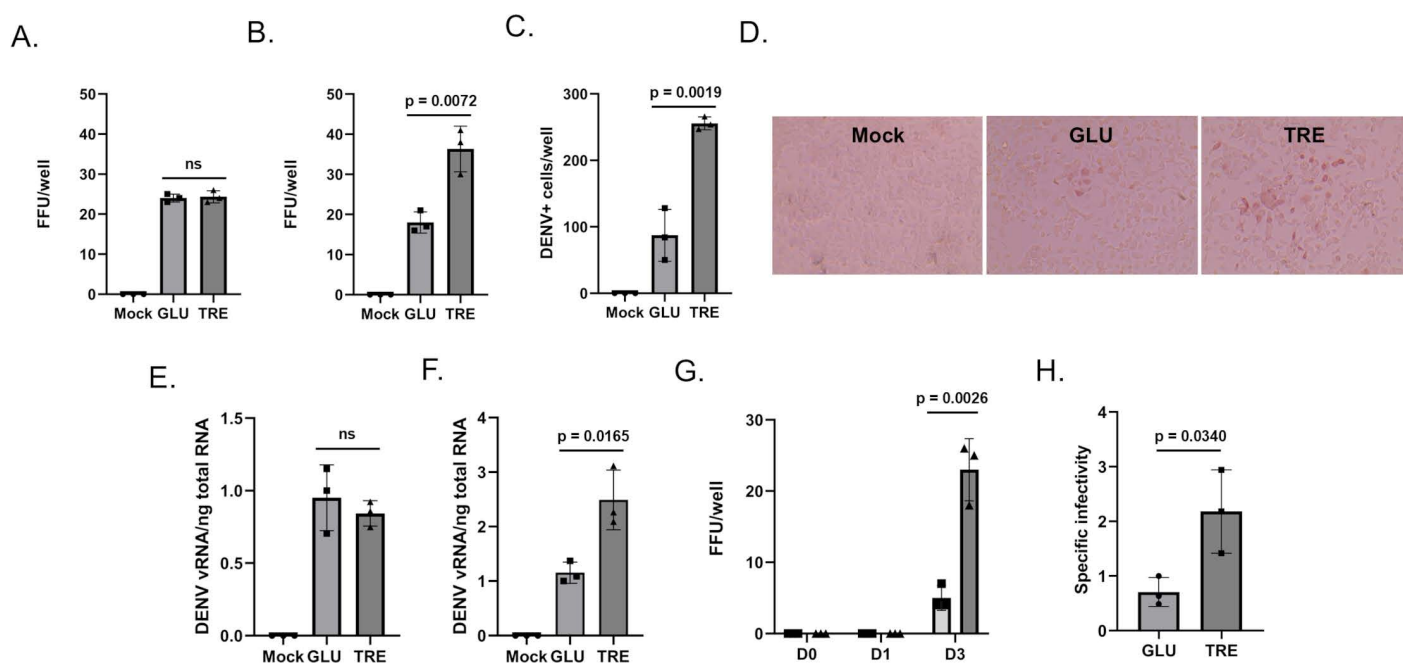 A.
FFU/well
50
40
30
20
10
0
ns
Mock GLU TRE
B.
FFU/well
50
40
30
20
10
0
p = 0.0072
Mock GLU TRE
C.
DENV+ cells/well
300
200
100
0
p = 0.0019
Mock GLU TRE
D.
Mock
GLU
TRE
E.
DENV vRNA/ng total RNA
1.5
1.0
0.5
0.0
ns
Mock GLU TRE
F.
DENV vRNA/ng total RNA
4
3
2
1
0
p = 0.0165
Mock GLU TRE
G.
FFU/well
30
20
10
0
p = 0.0026
D0 D1 D3
H.
Specific infectivity
4
3
2
1
0
p = 0.0340
GLU TRE